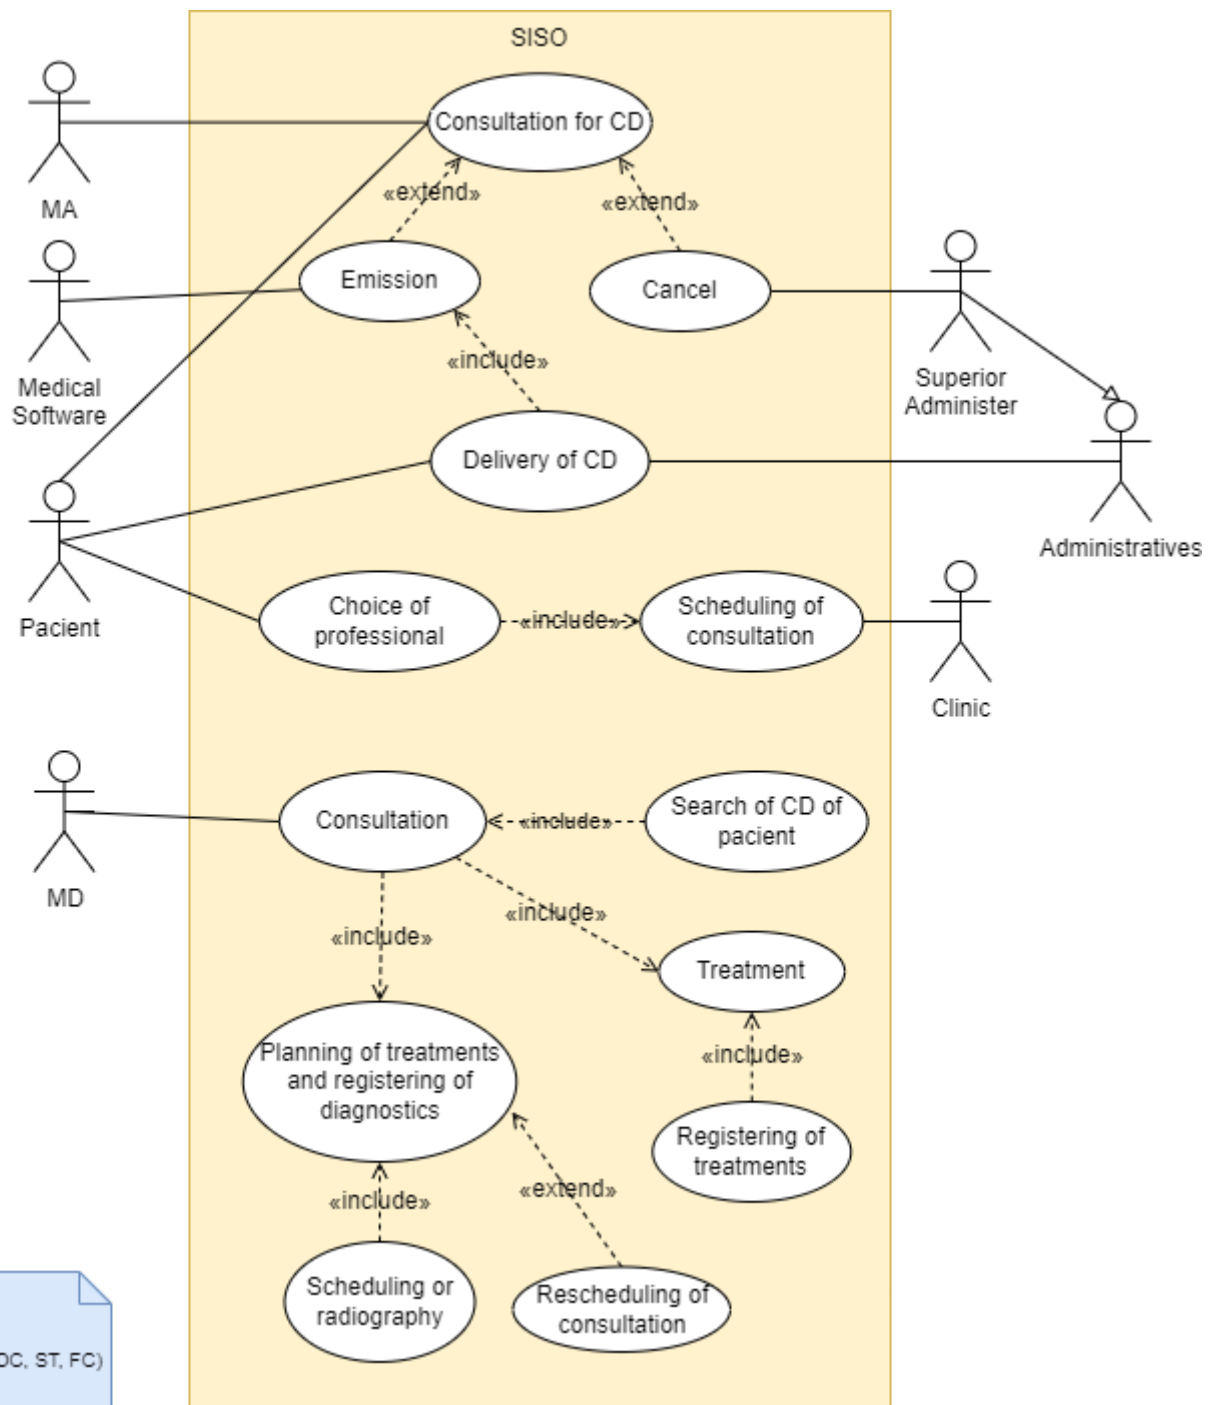 SISO
Consultation for CD
MA
«extend»
«extend»
Emission
Cancel
Medical
Software
«include»
Superior
Administer
Delivery of CD
Administratives
Pacient
Choice of
professional
«include»
Scheduling of
consultation
Clinic
Consultation
«include»
Search of CD of
pacient
MD
«include»
«include»
Treatment
Planning of treatments
and registering of
diagnostics
«include»
Registering of
treatments
«include»
«extend»
Scheduling or
radiography
Rescheduling of
consultation
ST, FC)